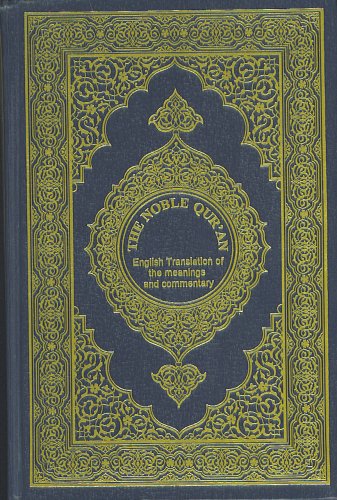 THE NOBLE QUR'AN
English Translation of
the meanings
and commentary